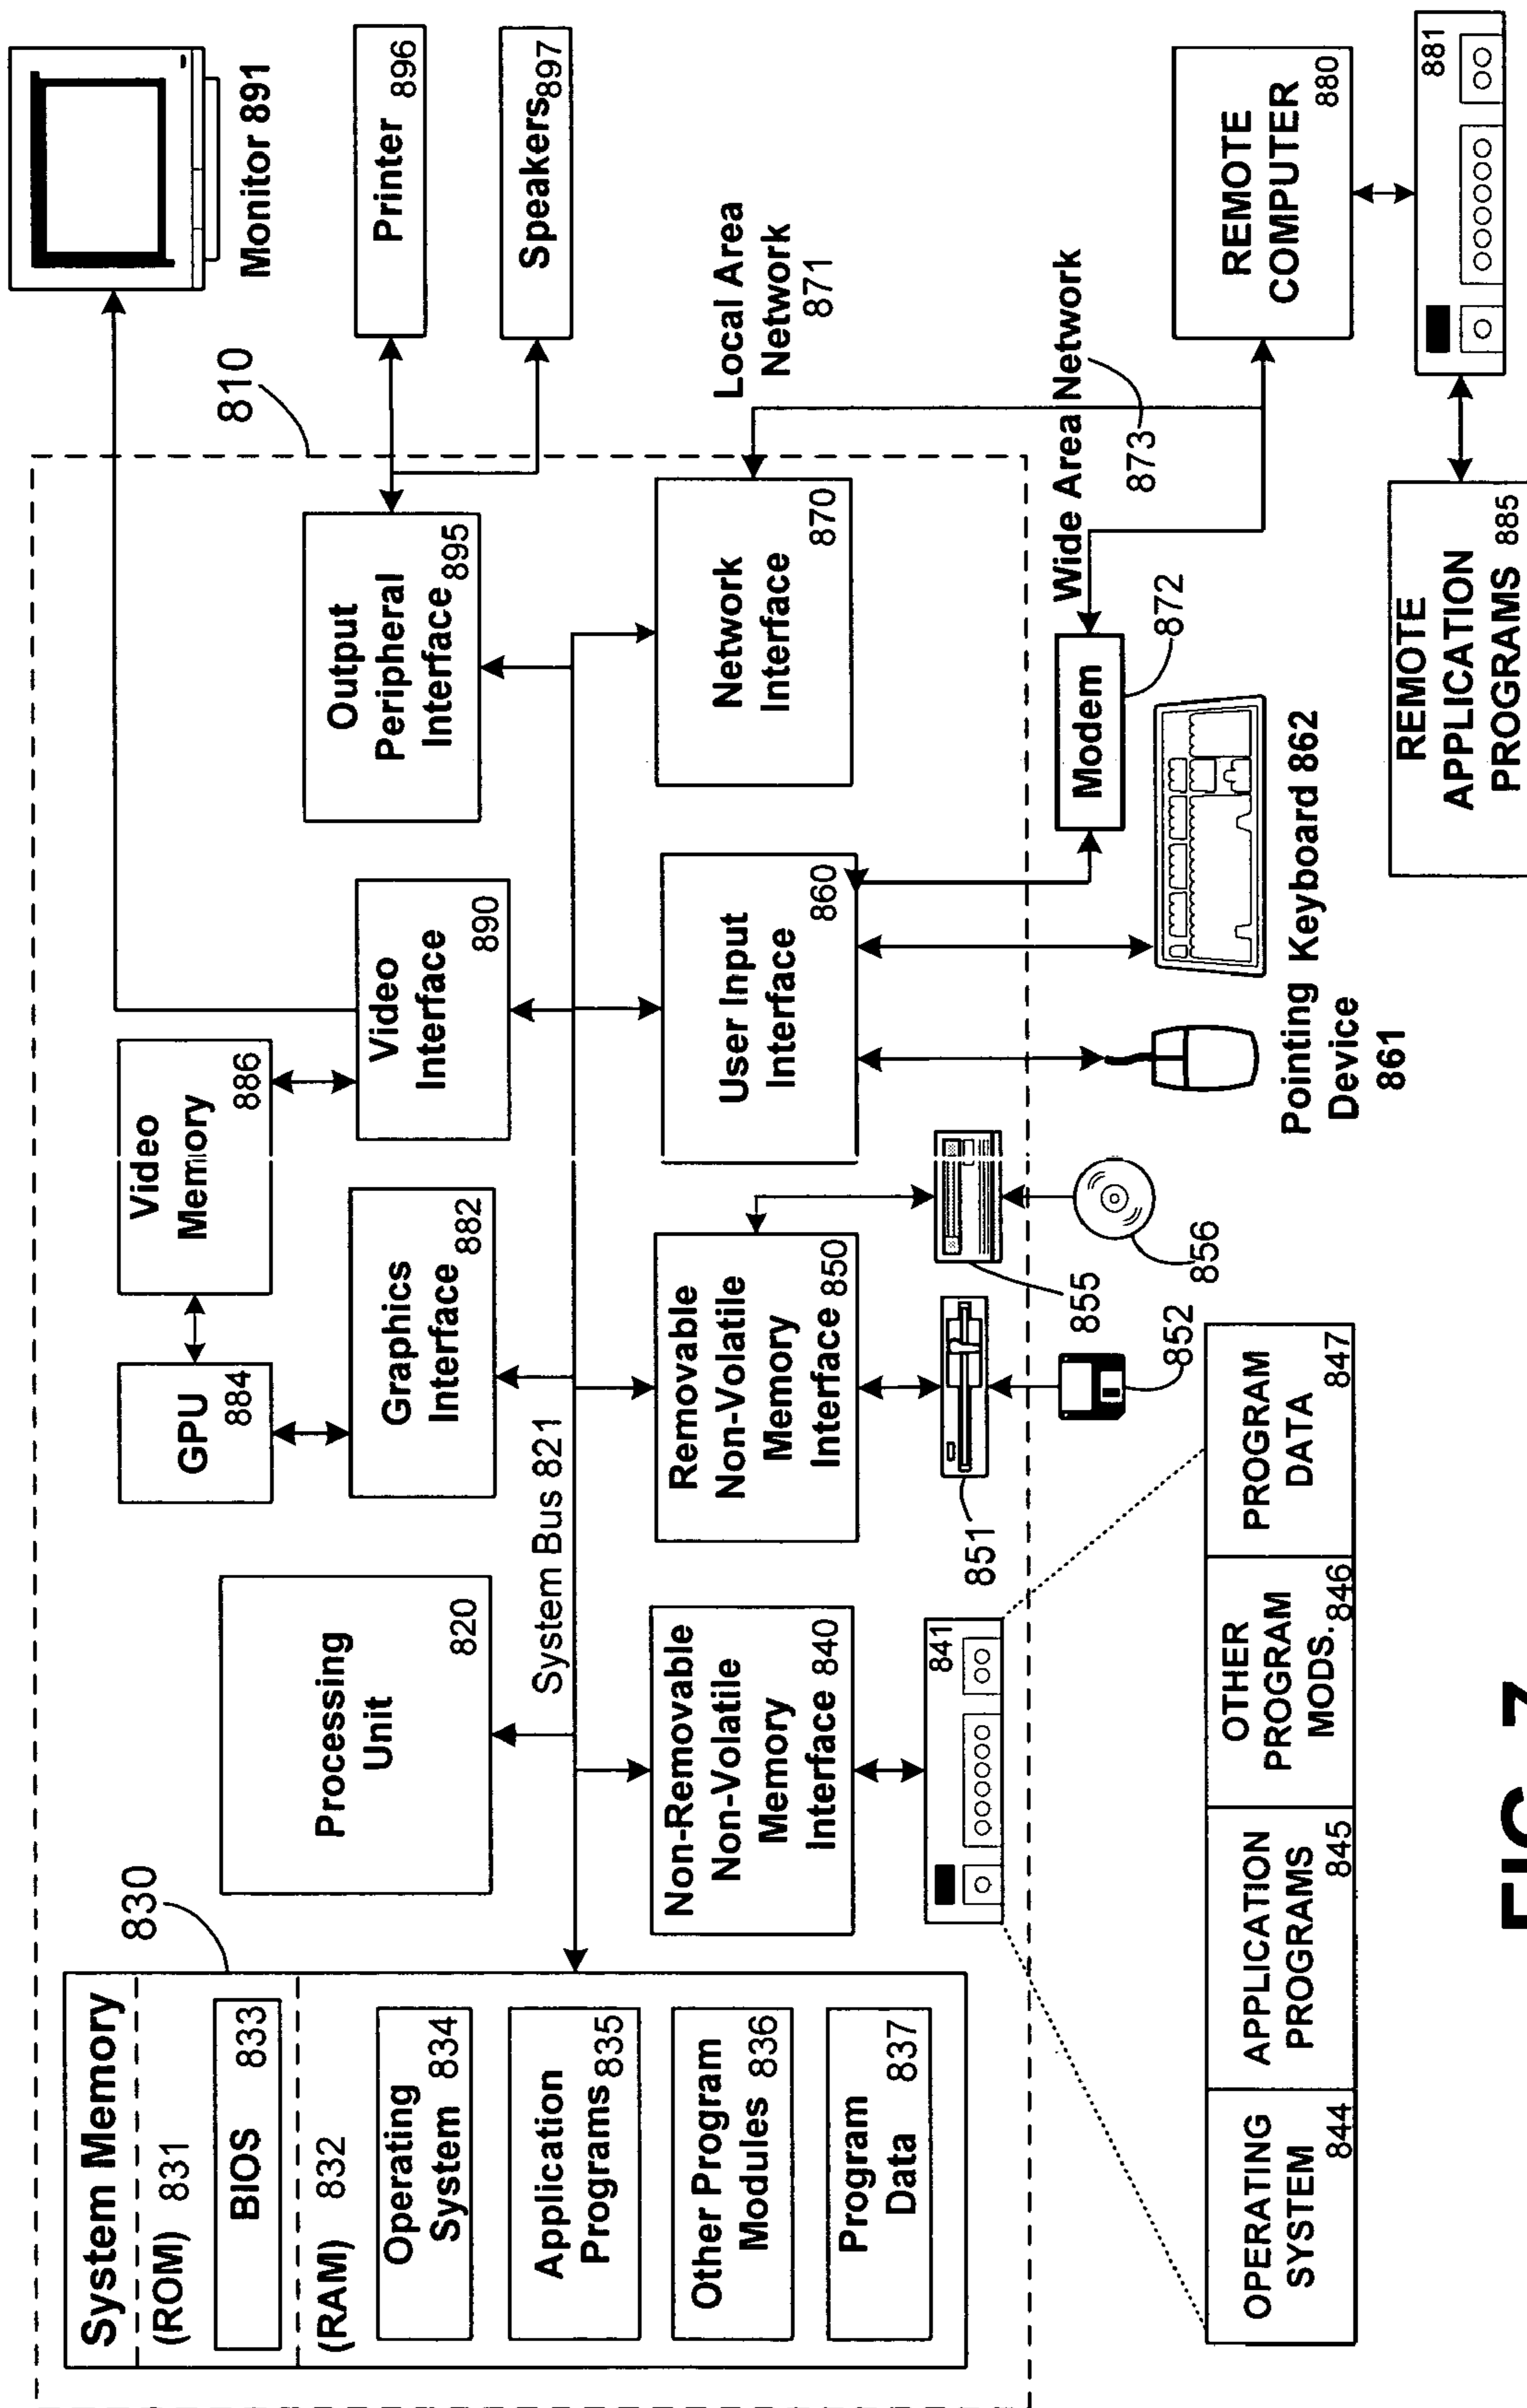 System Memory
(ROM) 831
BIOS 833
(RAM) 832
Operating
System 834
Application
Programs 835
Other Program
Modules 836
Program
Data 837
830
Processing
Unit
820
System Bus 821
GPU
884
Video
Memory
886
Graphics
Interface
882
Video
Interface
890
Output
Peripheral
Interface 895
810
Monitor 891
Printer
896
Speakers 897
Non-Removable
Non-Volatile
Memory
Interface 840
Removable
Non-Volatile
Memory
Interface 850
User Input
Interface
860
Network
Interface
870
Local Area
Network
871
841
851
852
855
856
Modem
872
Wide Area Network
873
Pointing
Device
861
Keyboard 862
REMOTE
COMPUTER
880
881
REMOTE
APPLICATION
PROGRAMS 885
OPERATING
SYSTEM
844
APPLICATION
PROGRAMS
845
OTHER
PROGRAM
MODS.
846
PROGRAM
DATA
847